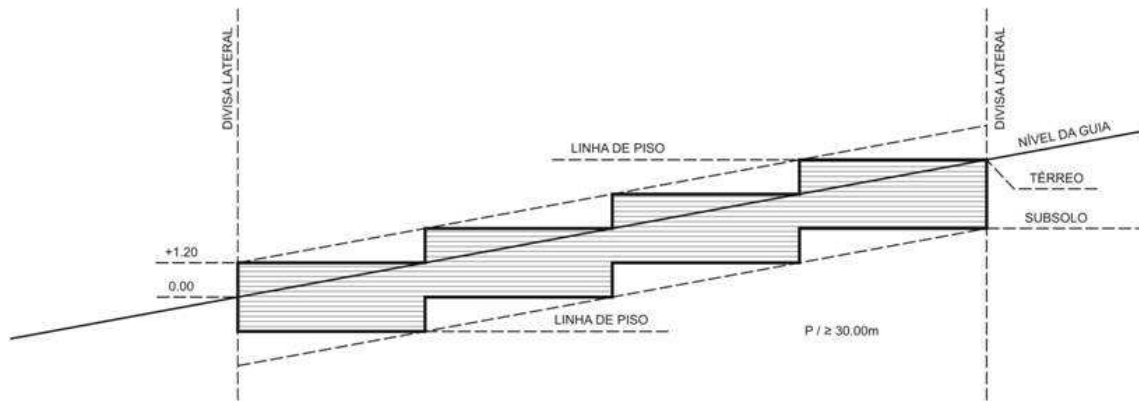 DIVISA LATERAL
DIVISA LATERAL
NÍVEL DA GUIA
LINHA DE PISO
TÉRREO
SUBSOLO
+1.20
0.00
LINHA DE PISO
P / ≥ 30.00m